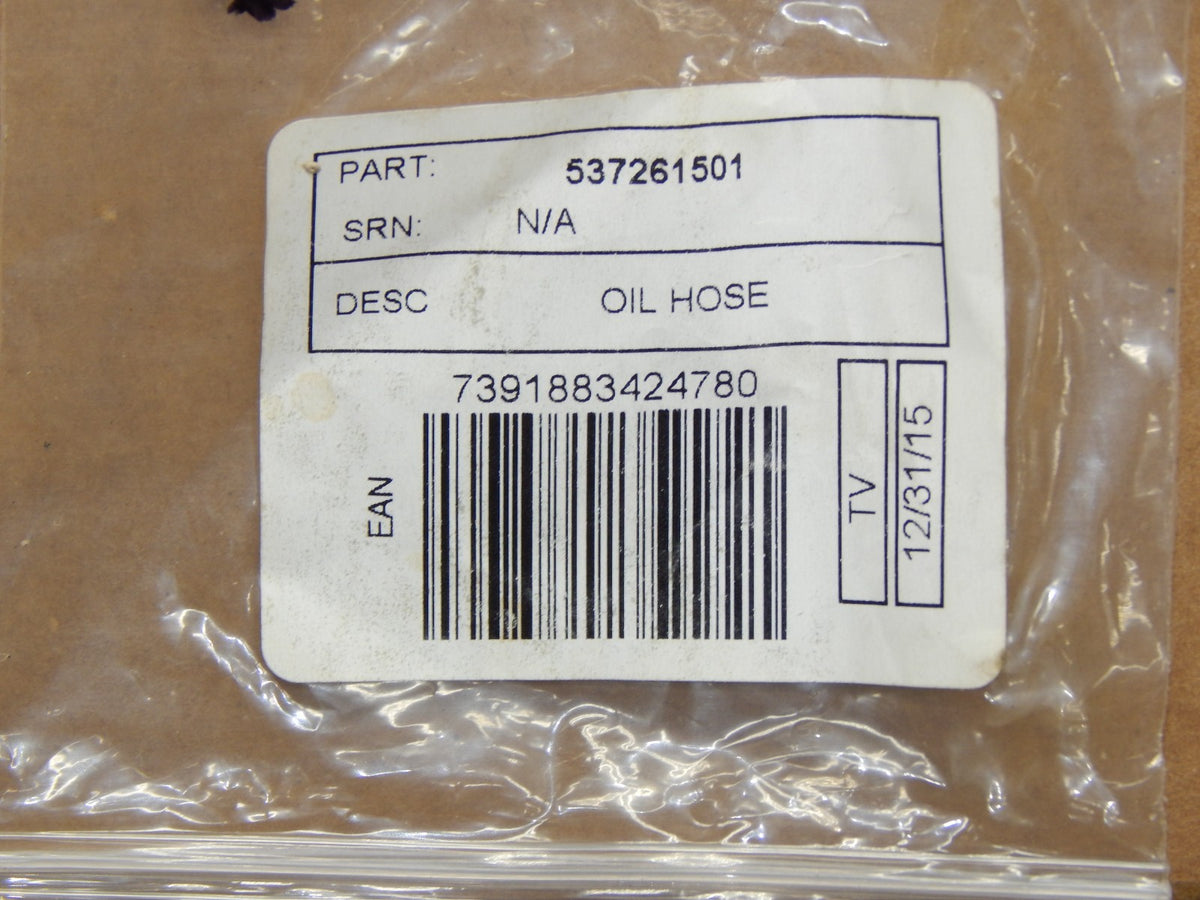 PART: 537261501
SRN: N/A
DESC OIL HOSE
7391883424780
EAN
TV
12/31/15